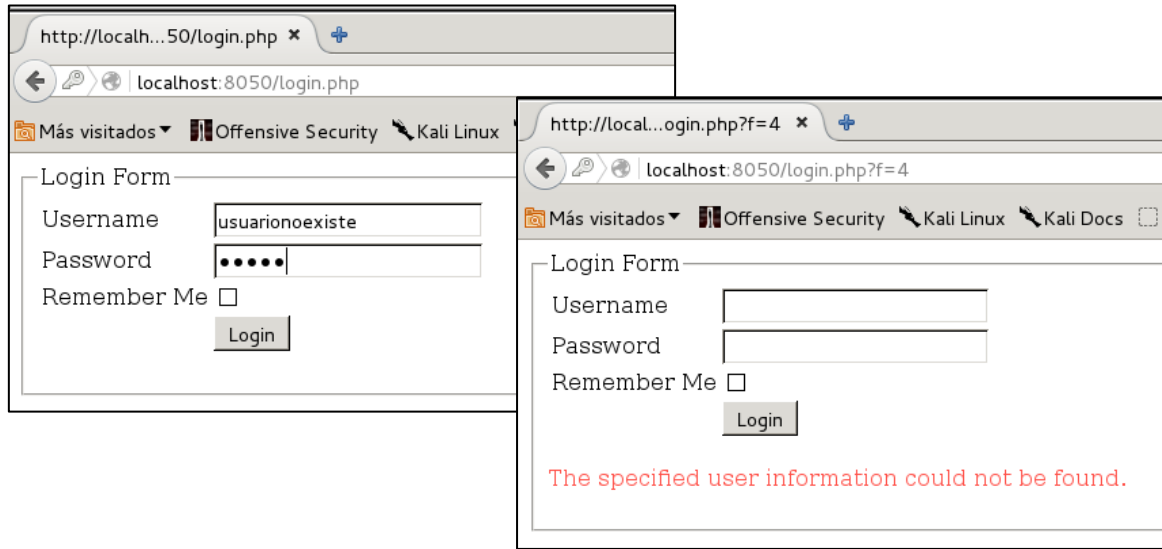 http://localh...50/login.php
localhost:8050/login.php
Más visitados Offensive Security Kali Linux
Login Form
Username usuarionoexiste
Password •••••
Remember Me
Login
http://local...ogin.php?f=4
localhost:8050/login.php?f=4
Más visitados Offensive Security Kali Linux Kali Docs
Login Form
Username
Password
Remember Me
Login
The specified user information could not be found.